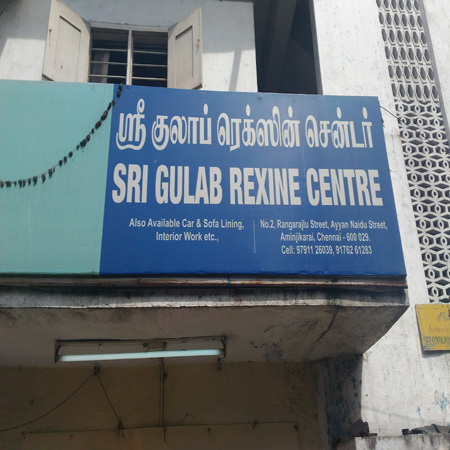 ஸ்ரீ குலாப் ரெக்ஸின் சென்டர்
SRI GULAB REXINE CENTRE
Also Available Car & Sofa Lining,
Interior Work etc.,
No.2, Rangarajlu Street, Ayyan Naidu Street,
Aminjikarai, Chennai - 600 029.
Cell: 97911 26039, 91762 61283